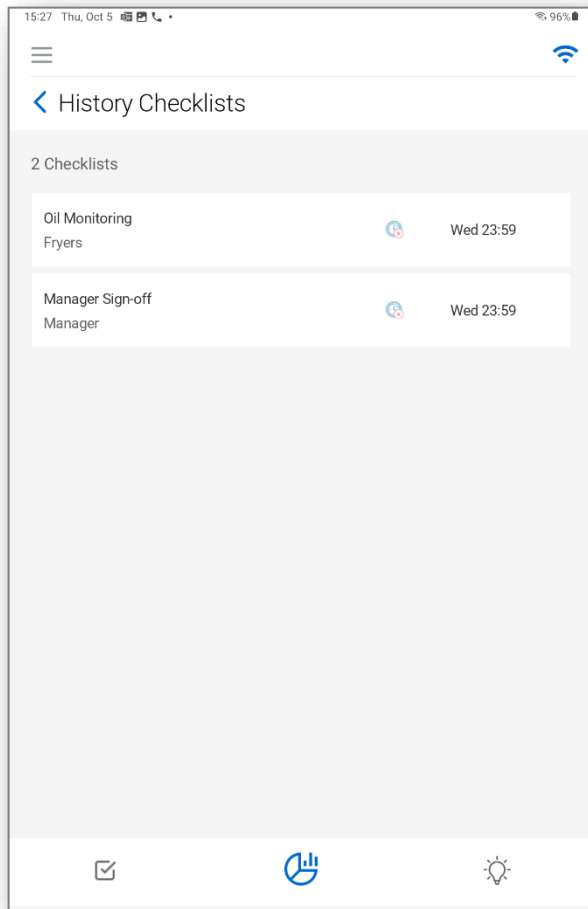 15:27 Thu, Oct 5 96%
History Checklists
2 Checklists
Oil Monitoring
Fryers
Wed 23:59
Manager Sign-off
Manager
Wed 23:59